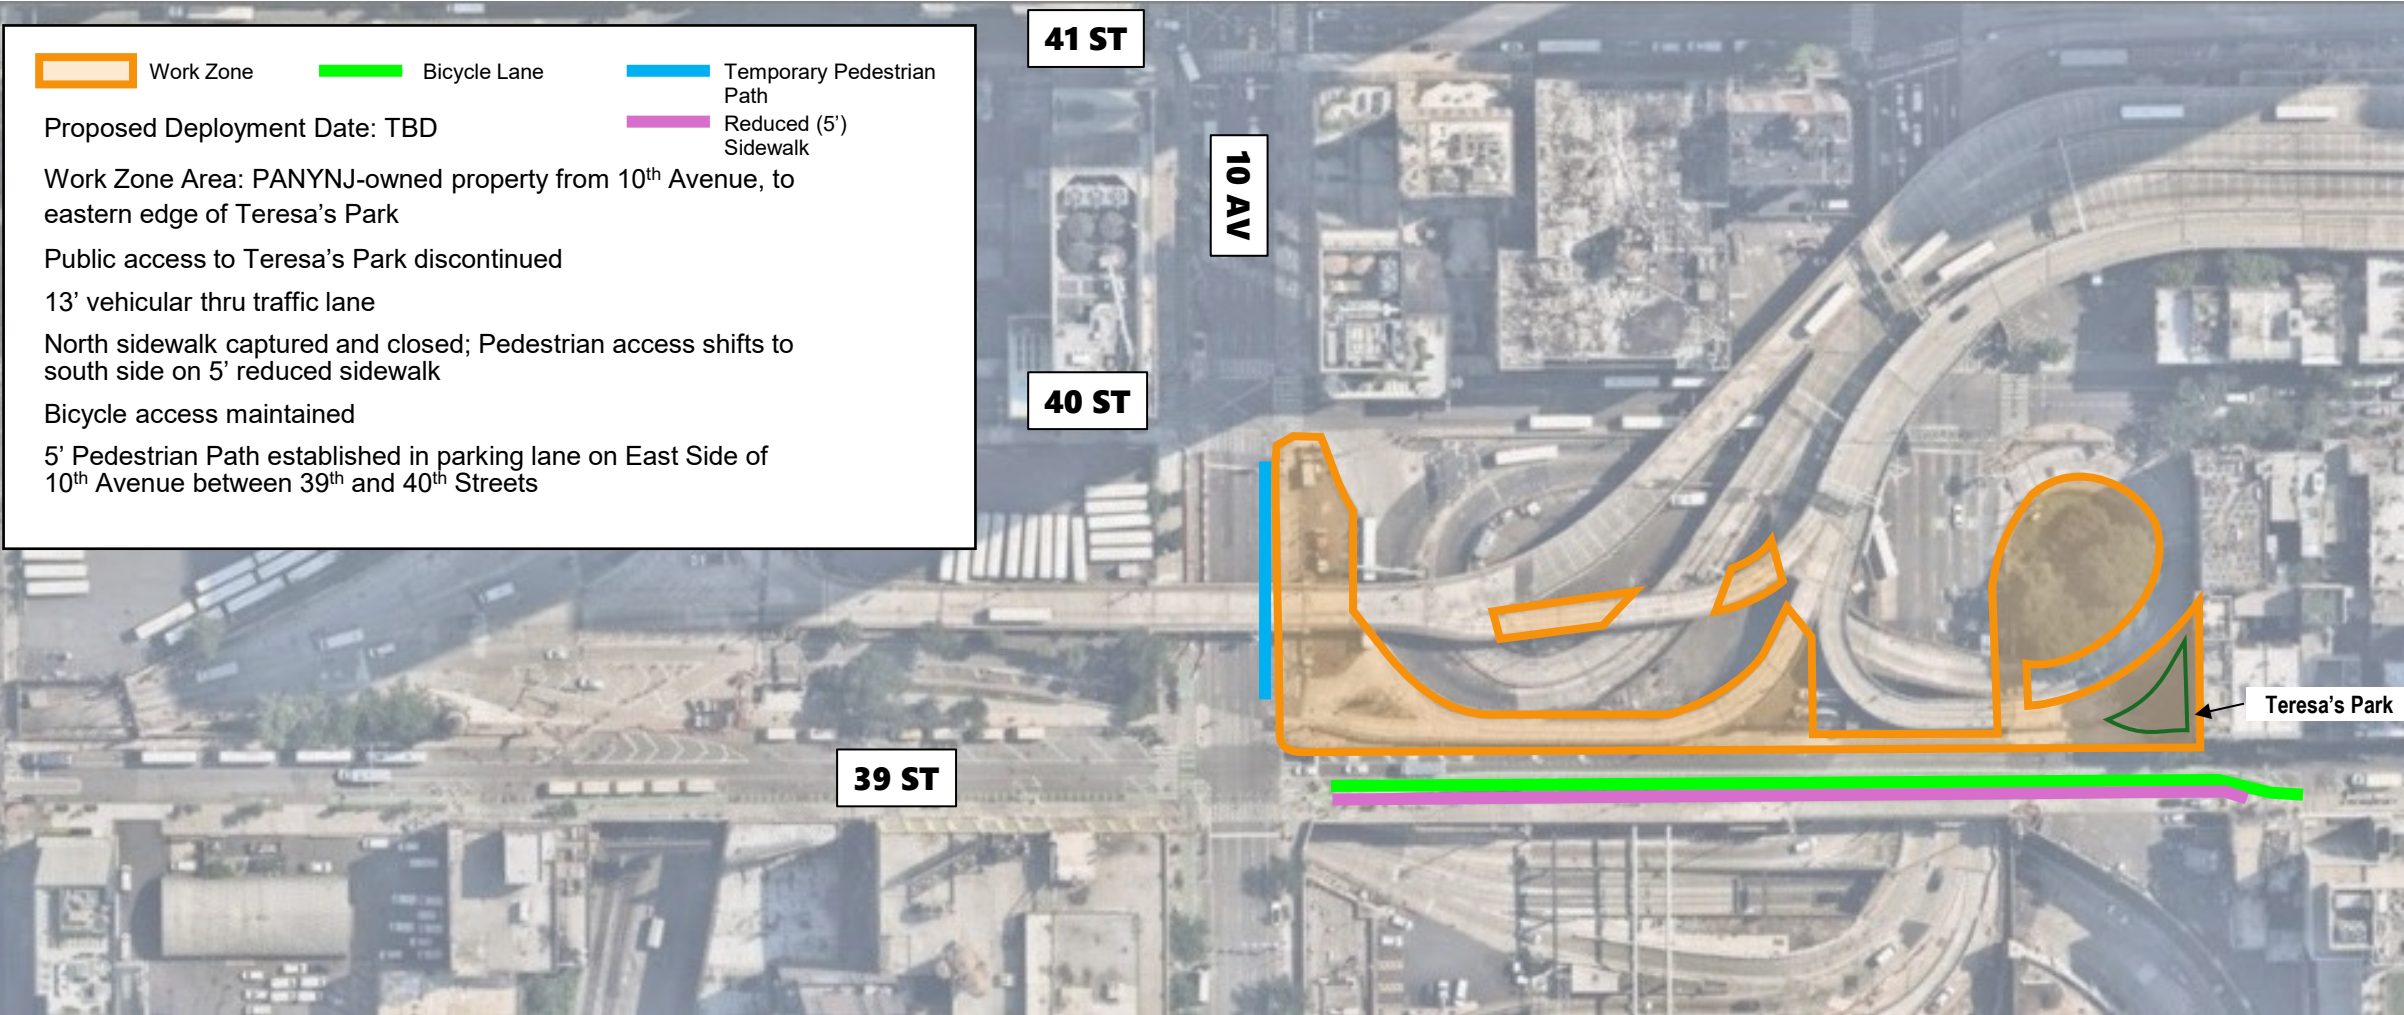 Work Zone
Bicycle Lane
Temporary Pedestrian
Path
Reduced (5’)
Sidewalk
Proposed Deployment Date: TBD
Work Zone Area: PANYNJ-owned property from 10th Avenue, to
eastern edge of Teresa’s Park
Public access to Teresa’s Park discontinued
13’ vehicular thru traffic lane
North sidewalk captured and closed; Pedestrian access shifts to
south side on 5’ reduced sidewalk
Bicycle access maintained
5’ Pedestrian Path established in parking lane on East Side of
10th Avenue between 39th and 40th Streets
41 ST
10 AV
40 ST
39 ST
Teresa’s Park